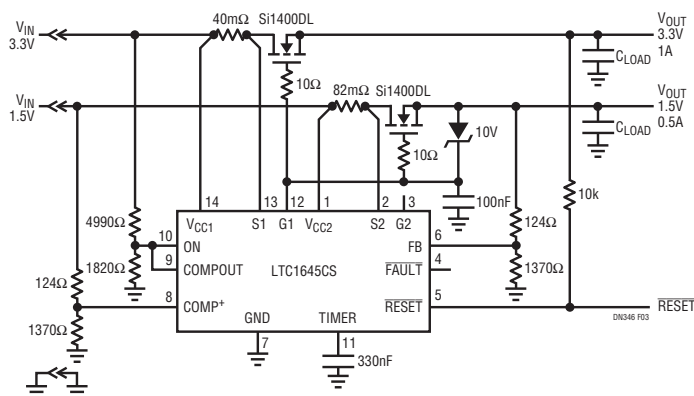 VIN
3.3V
40mΩ
Si1400DL
VOUT
3.3V
1A
CLOAD
10Ω
VIN
1.5V
82mΩ
Si1400DL
VOUT
1.5V
0.5A
CLOAD
10V
10Ω
100nF
10k
14
13
12
1
2
3
VCC1
S1
G1
VCC2
S2
G2
4990Ω
10
ON
1820Ω
9
COMPOUT
LTC1645CS
124Ω
8
COMP+
1370Ω
6
FB
124Ω
4
FAULT
1370Ω
5
RESET
RESET
DN346 F03
GND
TIMER
7
11
330nF